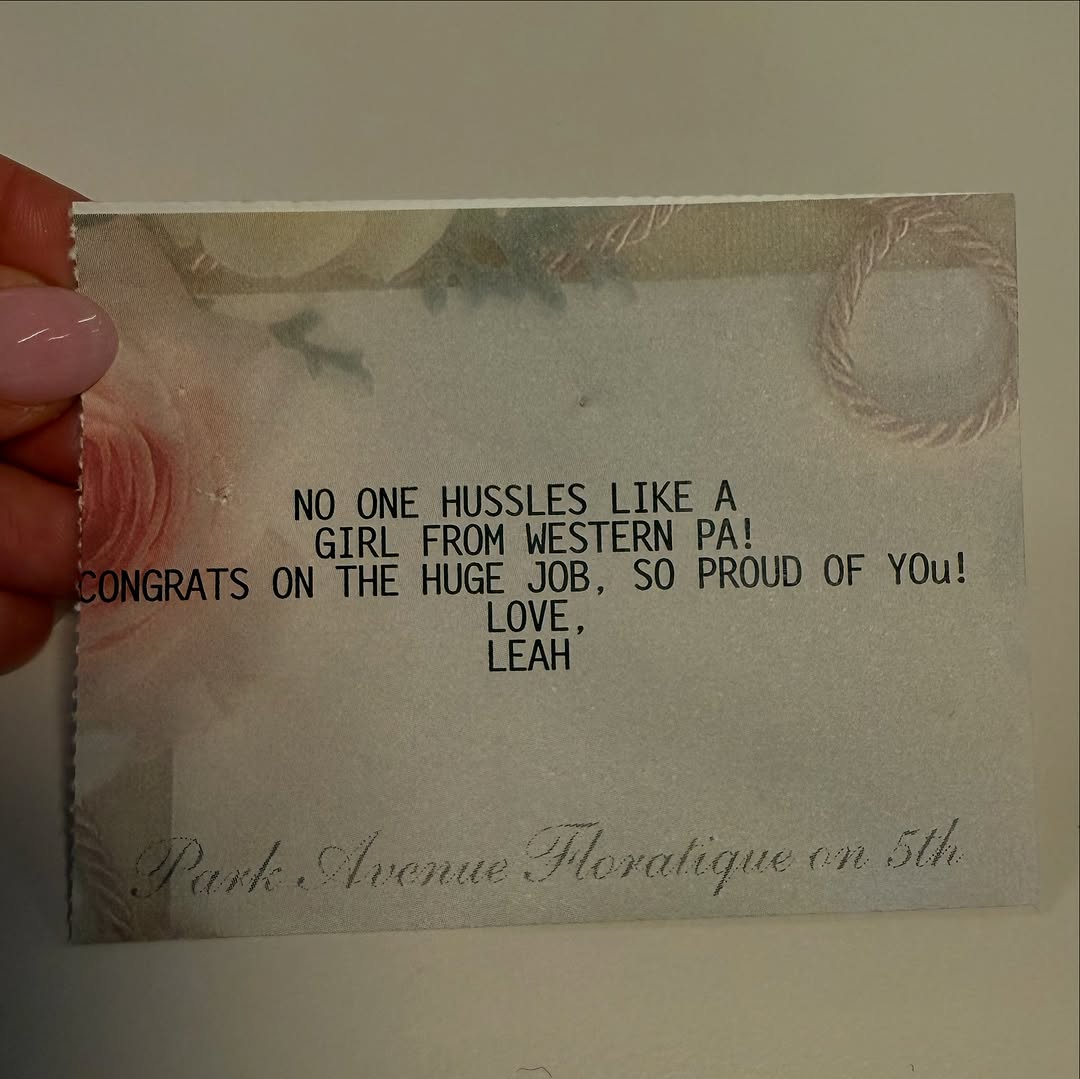 NO ONE HUSSLES LIKE A
GIRL FROM WESTERN PA!
CONGRATS ON THE HUGE JOB, SO PROUD OF YOu!
LOVE,
LEAH
Park Avenue Floratique on 5th